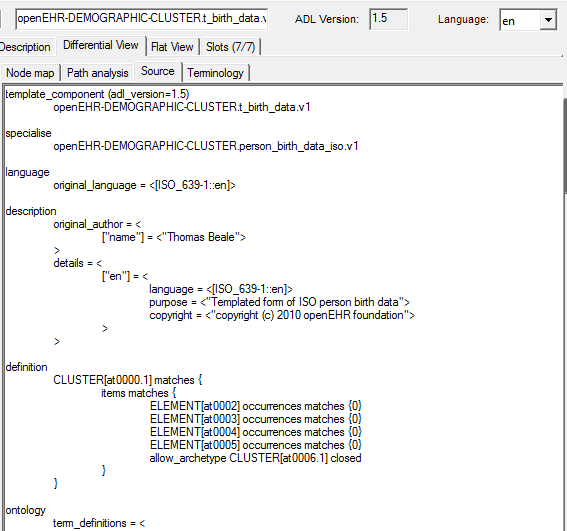 openEHR-DEMOGRAPHIC-CLUSTER.t_birth_data.v
ADL Version:
1.5
Language:
en
Description
Differential View
Flat View
Slots (7/7)
Node map
Path analysis
Source
Terminology
template_component (adl_version=1.5)
openEHR-DEMOGRAPHIC-CLUSTER.t_birth_data.v1
specialise
openEHR-DEMOGRAPHIC-CLUSTER.person_birth_data_iso.v1
language
original_language = <[ISO_639-1::en]>
description
original_author = <
["name"] = <"Thomas Beale">
>
details = <
["en"] = <
language = <[ISO_639-1::en]>
purpose = <"Templated form of ISO person birth data">
copyright = <"copyright (c) 2010 openEHR foundation">
>
>
definition
CLUSTER[at0000.1] matches {
items matches {
ELEMENT[at0002] occurrences matches {0}
ELEMENT[at0003] occurrences matches {0}
ELEMENT[at0004] occurrences matches {0}
ELEMENT[at0005] occurrences matches {0}
allow_archetype CLUSTER[at0006.1] closed
}
}
ontology
term_definitions = <